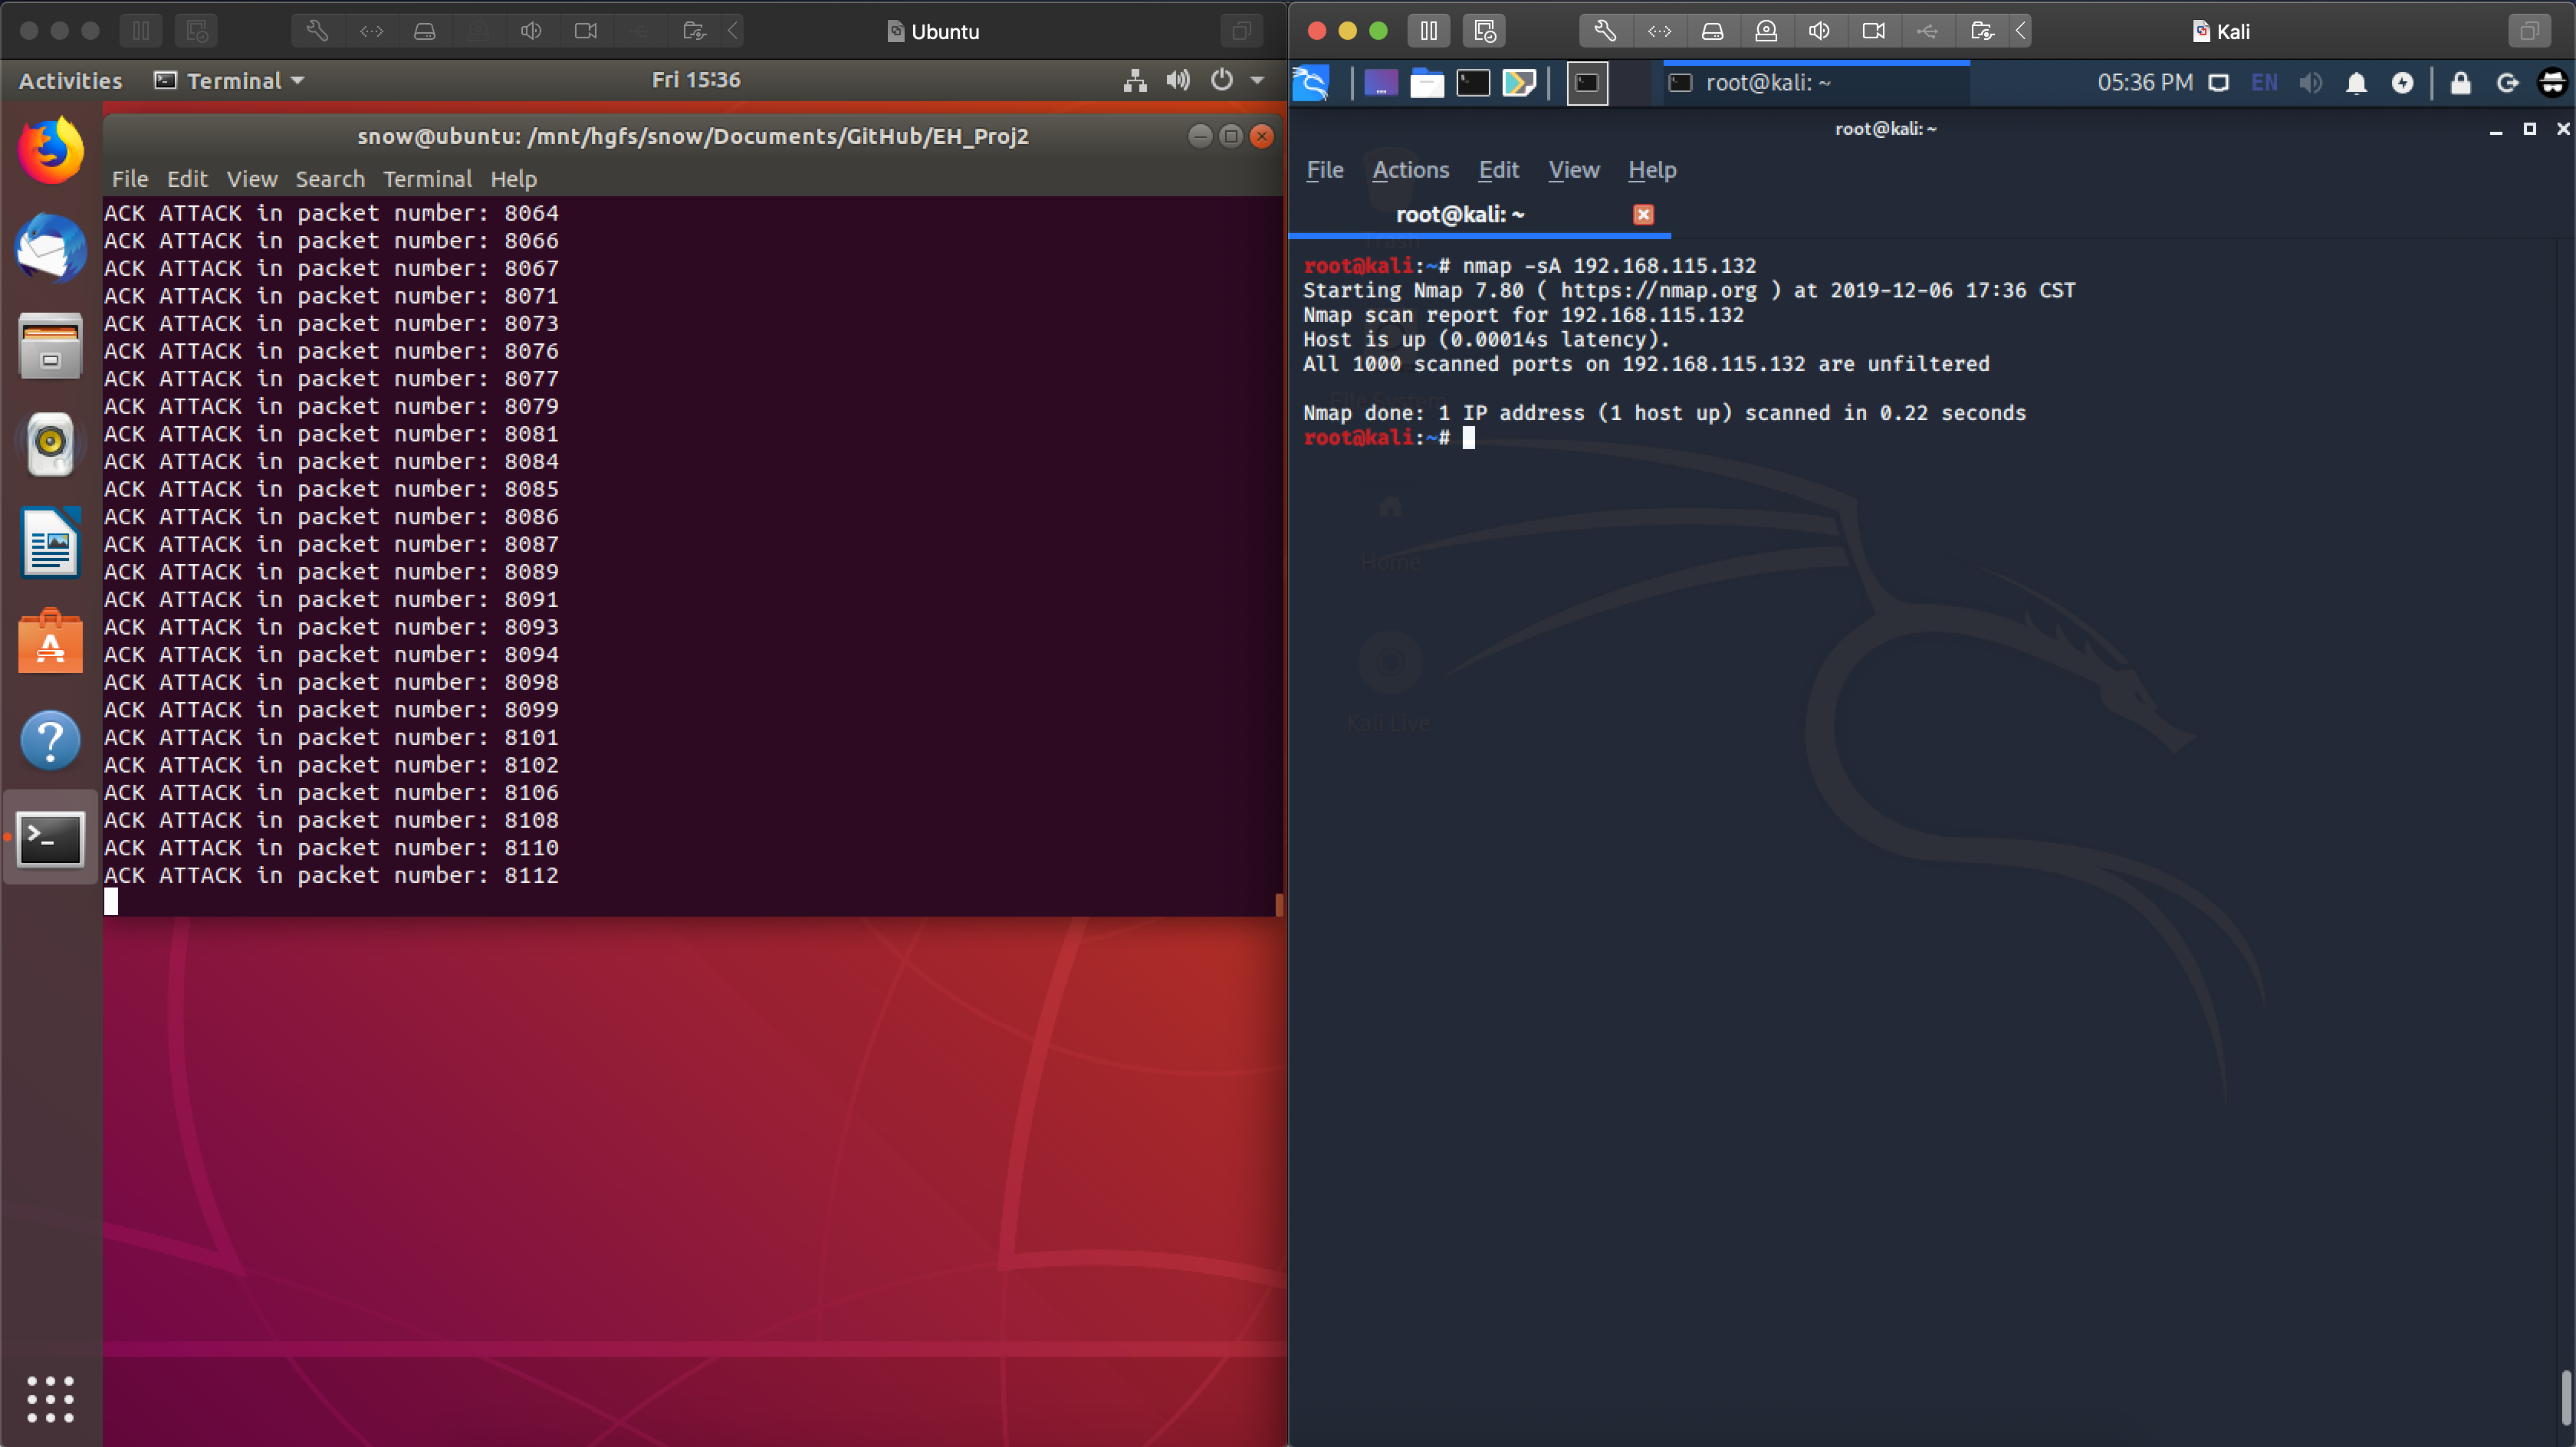 Ubuntu
Activities
Terminal
Fri 15:36
snow@ubuntu: /mnt/hgfs/snow/Documents/GitHub/EH_Proj2
File Edit View Search Terminal Help
ACK ATTACK in packet number: 8064
ACK ATTACK in packet number: 8066
ACK ATTACK in packet number: 8067
ACK ATTACK in packet number: 8071
ACK ATTACK in packet number: 8073
ACK ATTACK in packet number: 8076
ACK ATTACK in packet number: 8077
ACK ATTACK in packet number: 8079
ACK ATTACK in packet number: 8081
ACK ATTACK in packet number: 8084
ACK ATTACK in packet number: 8085
ACK ATTACK in packet number: 8086
ACK ATTACK in packet number: 8087
ACK ATTACK in packet number: 8089
ACK ATTACK in packet number: 8091
ACK ATTACK in packet number: 8093
ACK ATTACK in packet number: 8094
ACK ATTACK in packet number: 8098
ACK ATTACK in packet number: 8099
ACK ATTACK in packet number: 8101
ACK ATTACK in packet number: 8102
ACK ATTACK in packet number: 8106
ACK ATTACK in packet number: 8108
ACK ATTACK in packet number: 8110
ACK ATTACK in packet number: 8112
Kali
root@kali: ~
05:36 PM
EN
root@kali: ~
File Actions Edit View Help
root@kali: ~
Trash
root@kali:~# nmap -sA 192.168.115.132
Starting Nmap 7.80 ( https://nmap.org ) at 2019-12-06 17:36 CST
Nmap scan report for 192.168.115.132
Host is up (0.00014s latency).
All 1000 scanned ports on 192.168.115.132 are unfiltered
File System
Nmap done: 1 IP address (1 host up) scanned in 0.22 seconds
root@kali:~#
Home
Kali Live